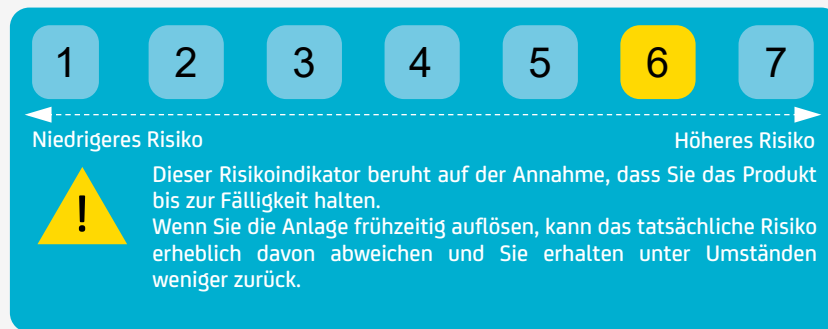 1 2 3 4 5 6 7
Niedrigeres Risiko Höheres Risiko
!
Dieser Risikoindikator beruht auf der Annahme, dass Sie das Produkt
bis zur Fälligkeit halten.
Wenn Sie die Anlage frühzeitig auflösen, kann das tatsächliche Risiko
erheblich davon abweichen und Sie erhalten unter Umständen
weniger zurück.